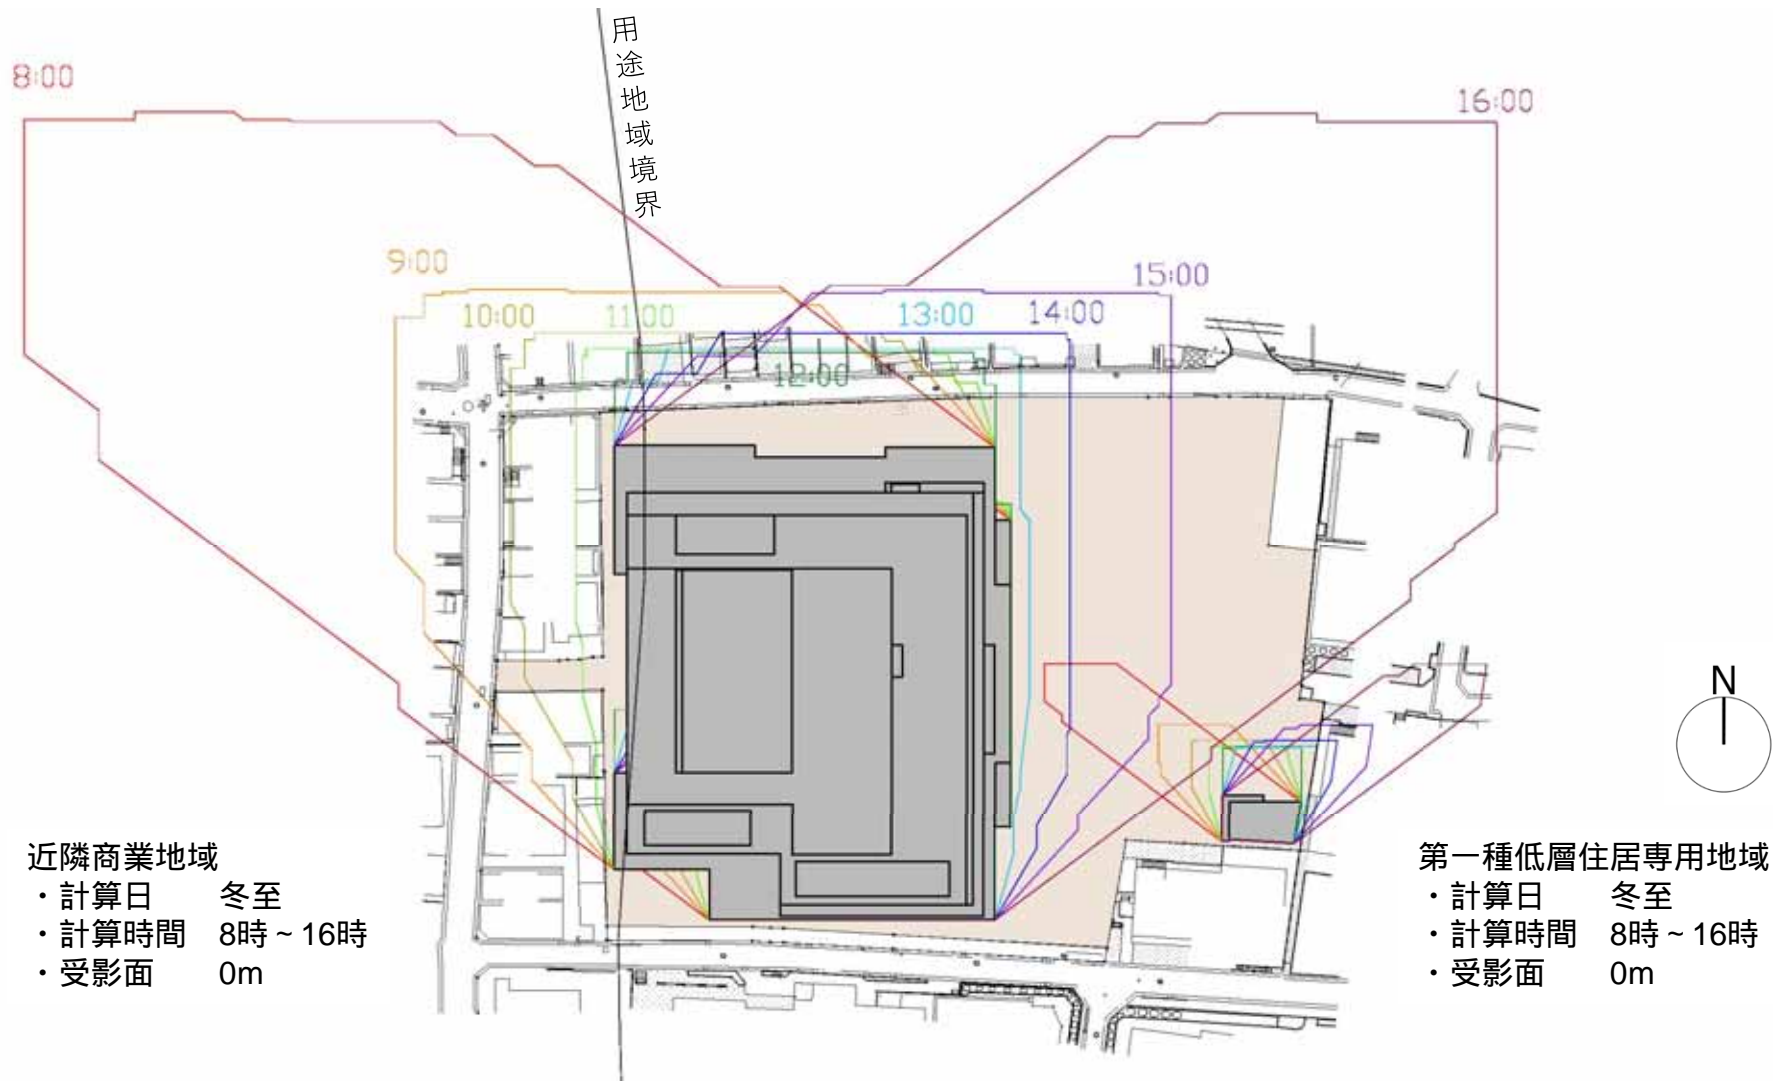 用途地域境界
8:00
16:00
9:00
15:00
10:00
11:00
13:00
14:00
12:00
N
近隣商業地域
・計算日 冬至
・計算時間 8時~16時
・受影面 0m
第一種低層住居専用地域
・計算日 冬至
・計算時間 8時~16時
・受影面 0m